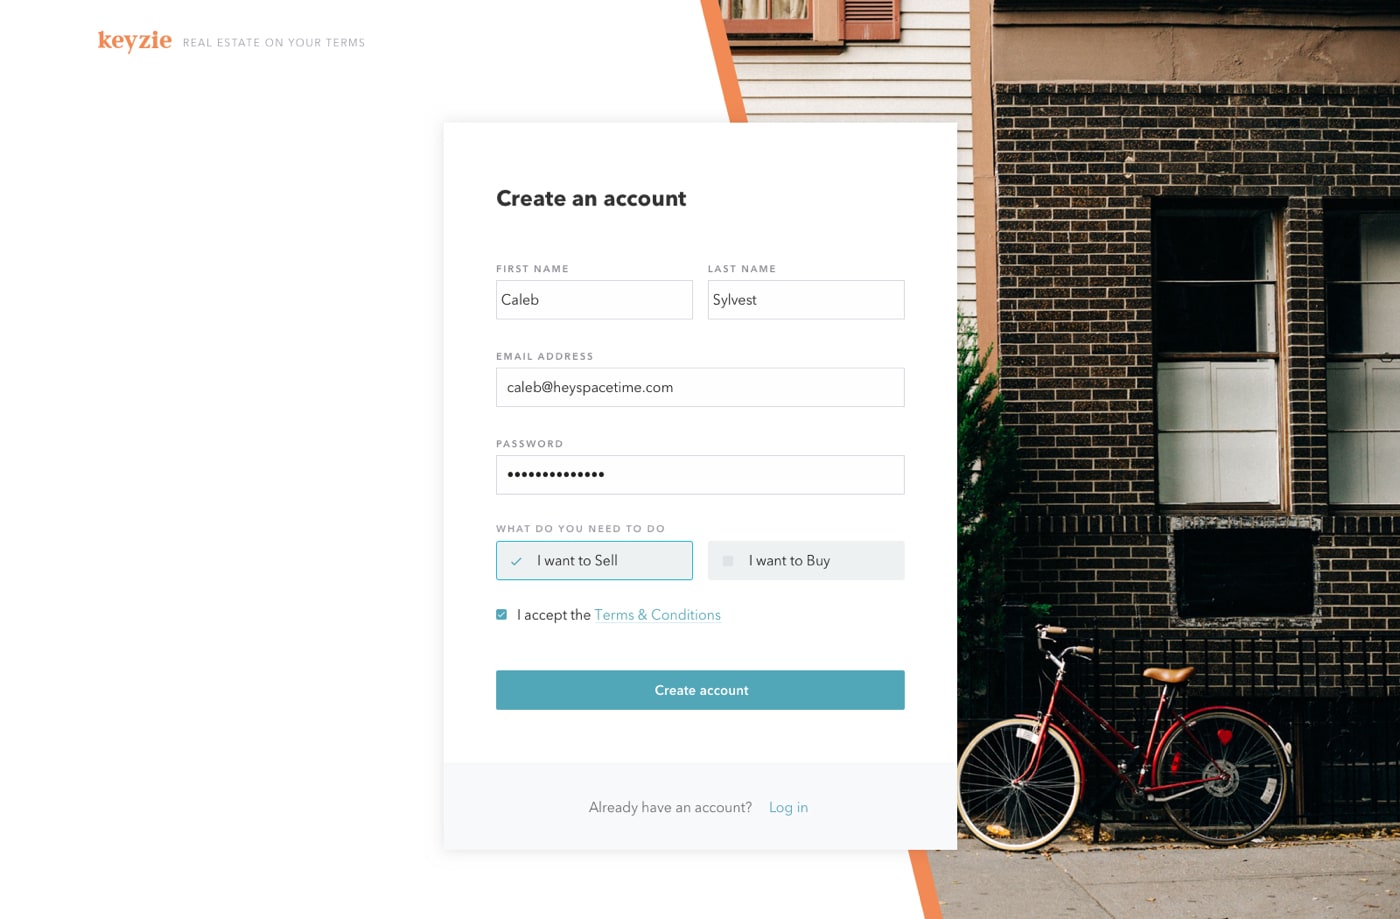 keyzie REAL ESTATE ON YOUR TERMS
Create an account
FIRST NAME LAST NAME
Caleb Sylvest
EMAIL ADDRESS
caleb@heyspacetime.com
PASSWORD
••••••••••••••
WHAT DO YOU NEED TO DO
I want to Sell I want to Buy
I accept the Terms & Conditions
Create account
Already have an account? Log in